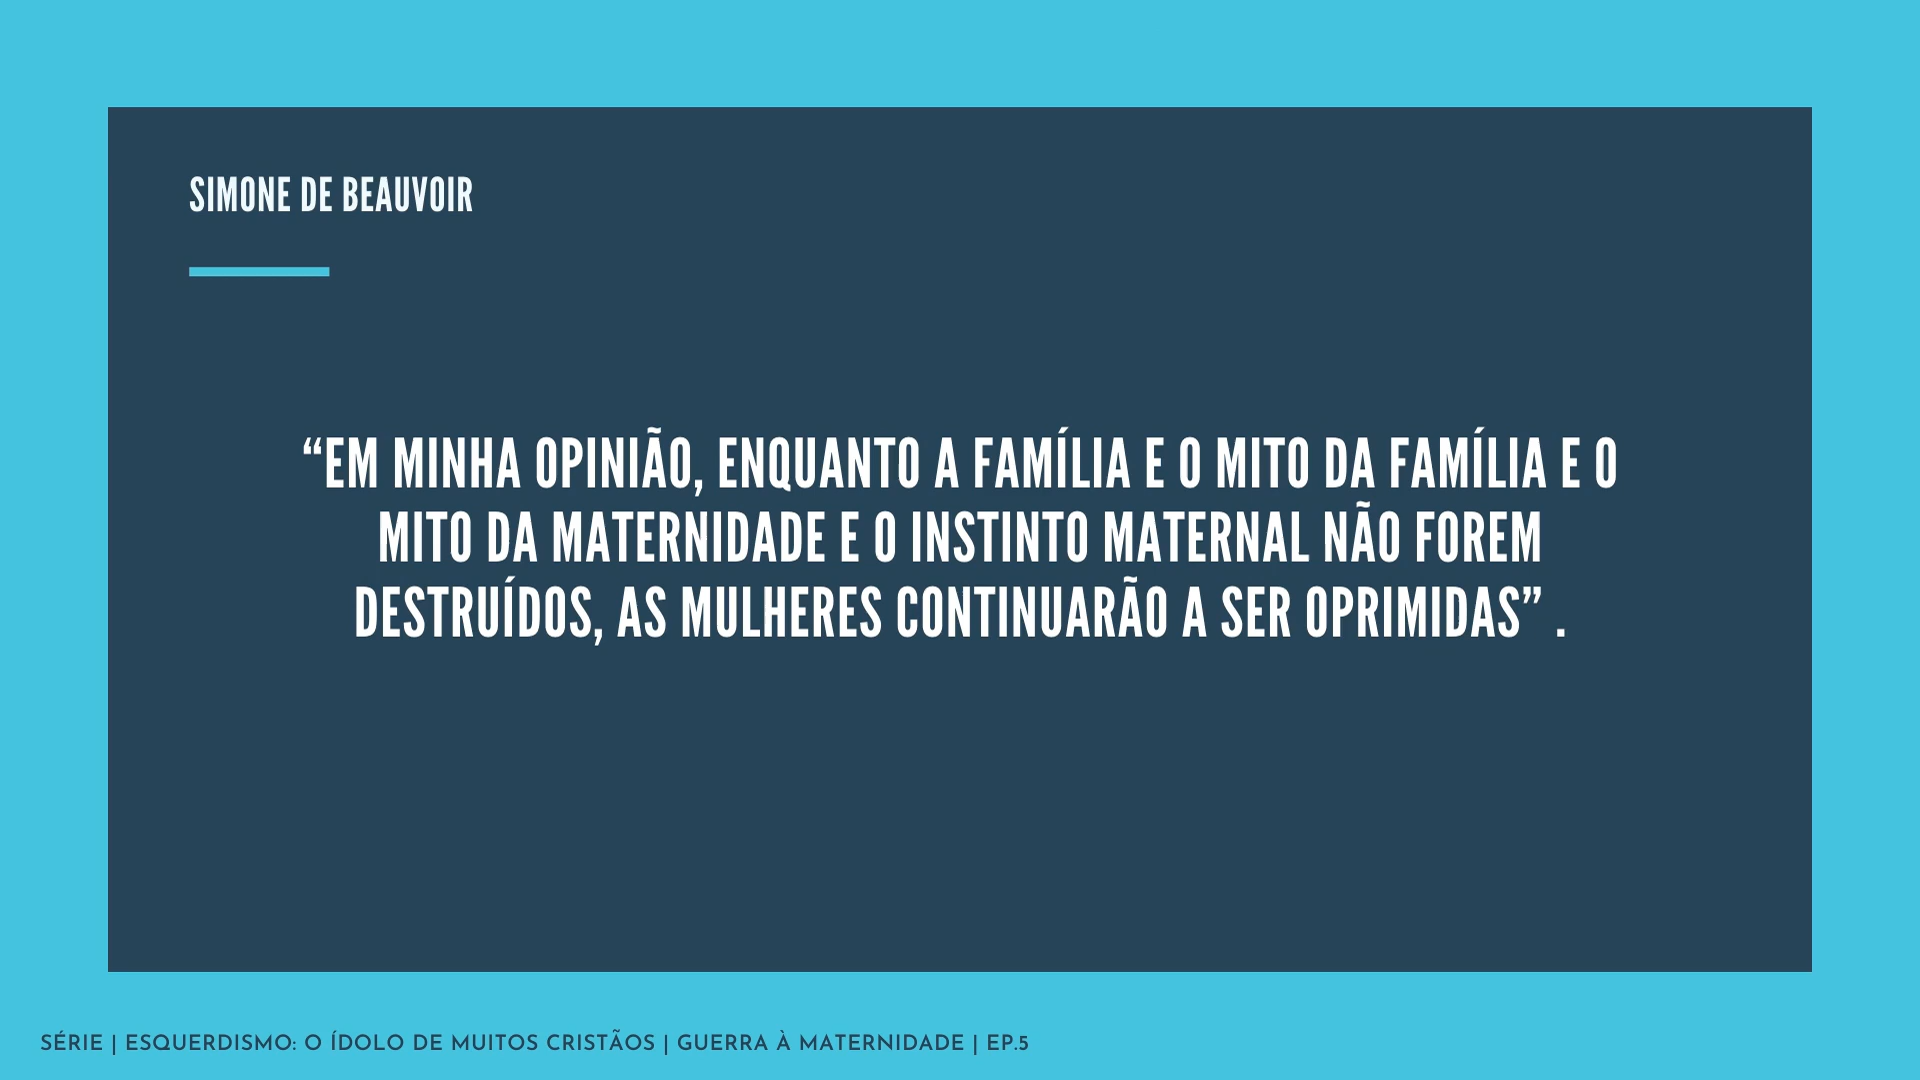 SIMONE DE BEAUVOIR
“EM MINHA OPINIÃO, ENQUANTO A FAMÍLIA E O MITO DA FAMÍLIA E O
MITO DA MATERNIDADE E O INSTINTO MATERNAL NÃO FOREM
DESTRUÍDOS, AS MULHERES CONTINUARÃO A SER OPRIMIDAS” .
SÉRIE | ESQUERDISMO: O ÍDOLO DE MUITOS CRISTÃOS | GUERRA À MATERNIDADE | EP.5